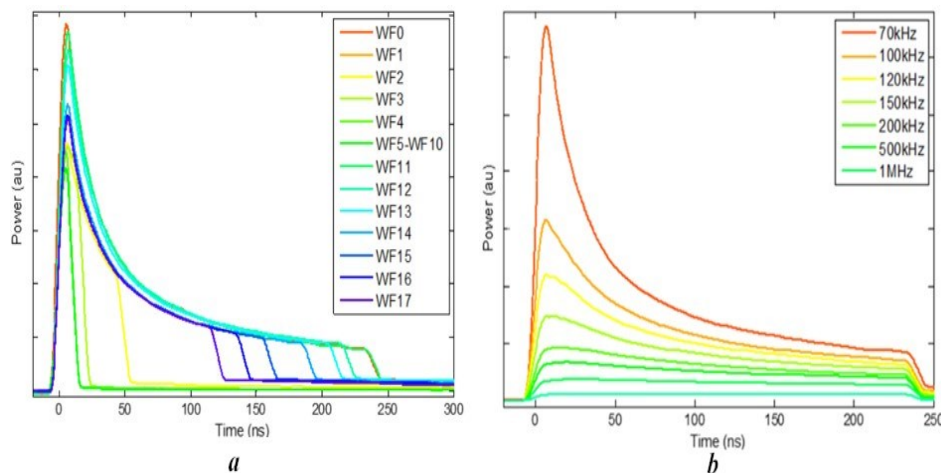 WF0
WF1
WF2
WF3
WF4
WF5-WF10
WF11
WF12
WF13
WF14
WF15
WF16
WF17
Power (au)
0
50
100
150
200
250
300
Time (ns)
a
70kHz
100kHz
120kHz
150kHz
200kHz
500kHz
1MHz
Power (au)
0
50
100
150
200
250
Time (ns)
b